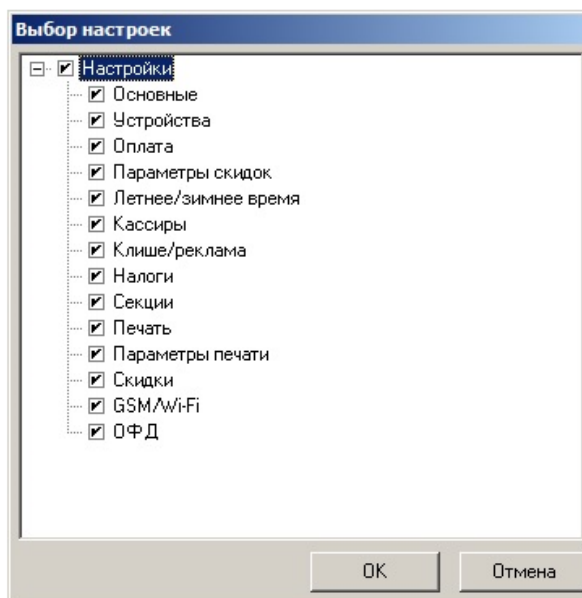 Выбор настроек
Настройки
Основные
Устройства
Оплата
Параметры скидок
Летнее/зимнее время
Кассиры
Клише/реклама
Налоги
Секции
Печать
Параметры печати
Скидки
GSM/Wi-Fi
ОФД
OK
Отмена